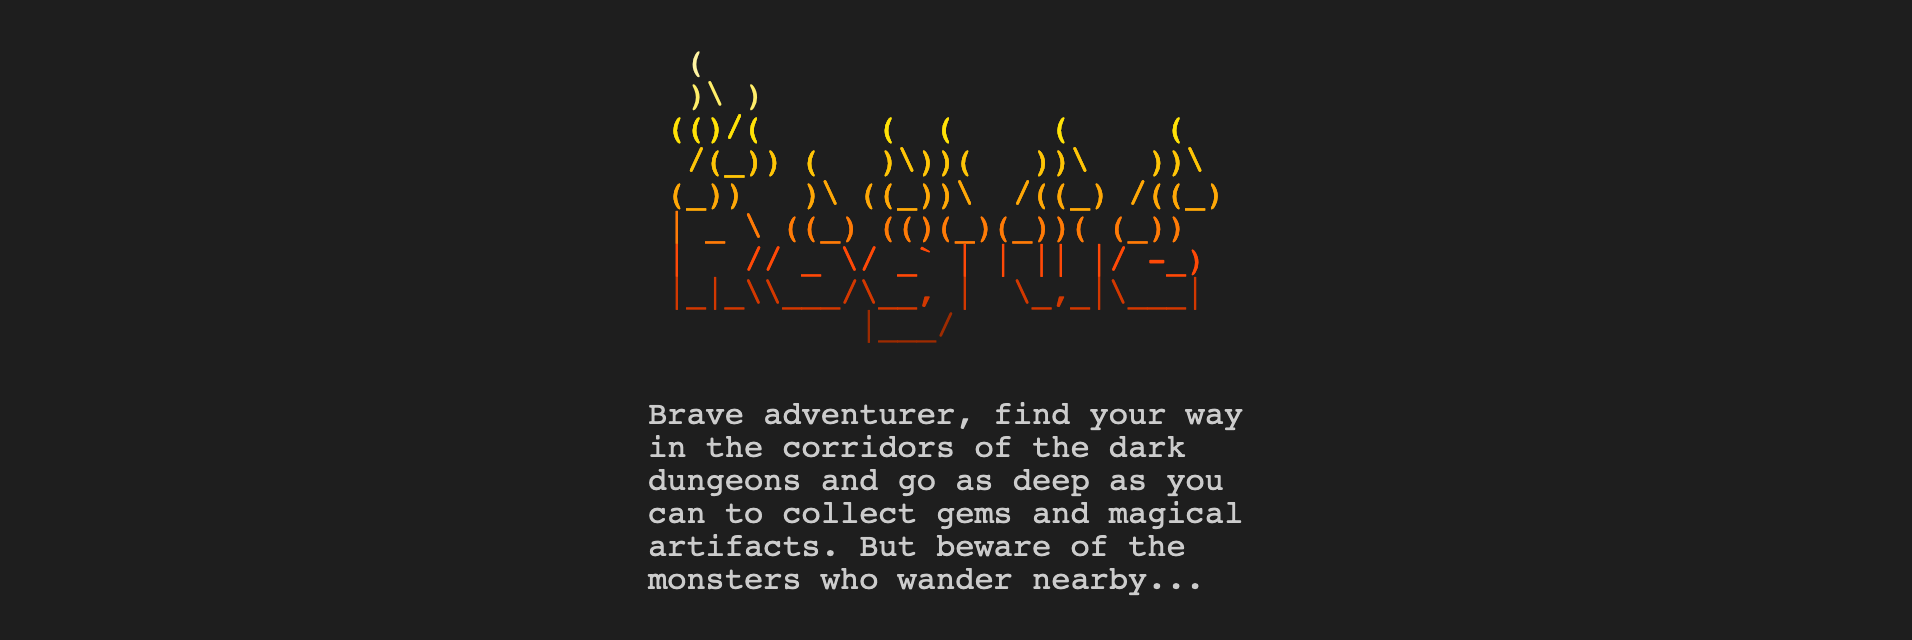 Rogue
Brave adventurer, find your way
in the corridors of the dark
dungeons and go as deep as you
can to collect gems and magical
artifacts. But beware of the
monsters who wander nearby...